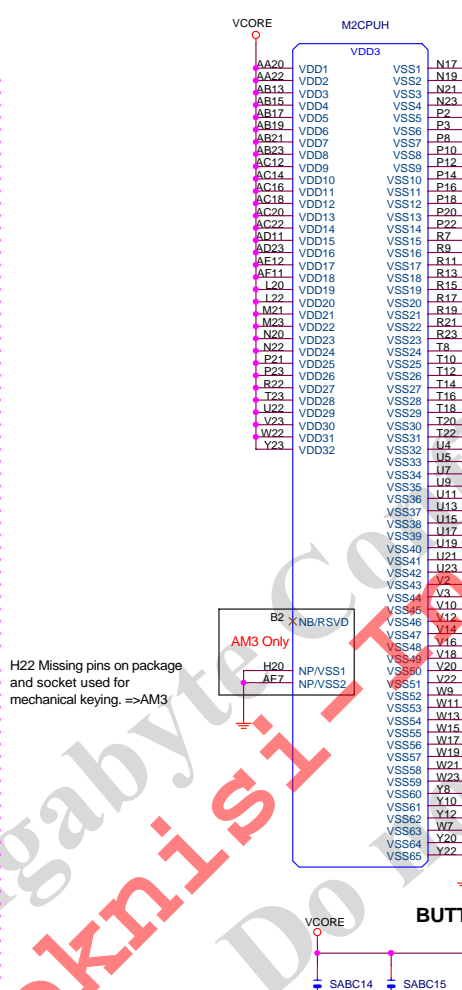 VCORE
M2CPUH
VDD3
AA20 VDD1 VSS1 N17
AA22 VDD2 VSS2 N19
AB13 VDD3 VSS3 N21
AB15 VDD4 VSS4 N23
AB17 VDD5 VSS5 P2
AB19 VDD6 VSS6 P3
AB21 VDD7 VSS7 P8
AB23 VDD8 VSS8 P10
AC12 VDD9 VSS9 P12
AC14 VDD10 VSS10 P14
AC16 VDD11 VSS11 P16
AC18 VDD12 VSS12 P18
AC20 VDD13 VSS13 P20
AC22 VDD14 VSS14 P22
AD11 VDD15 VSS15 R7
AD23 VDD16 VSS16 R9
AE12 VDD17 VSS17 R11
AF11 VDD18 VSS18 R13
L20 VDD19 VSS19 R15
L22 VDD20 VSS20 R17
M21 VDD21 VSS21 R19
M23 VDD22 VSS22 R21
N20 VDD23 VSS23 R23
N22 VDD24 VSS24 T8
P21 VDD25 VSS25 T10
P23 VDD26 VSS26 T12
R22 VDD27 VSS27 T14
T23 VDD28 VSS28 T16
U22 VDD29 VSS29 T18
V23 VDD30 VSS30 T20
W22 VDD31 VSS31 T22
Y23 VDD32 VSS32 U4
VSS33 U5
VSS34 U7
VSS35 U9
VSS36 U11
VSS37 U13
VSS38 U15
VSS39 U17
VSS40 U19
VSS41 U21
VSS42 U23
VSS43 V2
VSS44 V3
VSS45 V10
B2 NB/RSVD VSS46 V12
AM3 Only VSS47 V14
VSS48 V16
VSS49 V18
H20 NP/VSS1 VSS50 V20
AF7 NP/VSS2 VSS51 V22
VSS52 W9
VSS53 W11
VSS54 W13
VSS55 W15
VSS56 W17
VSS57 W19
VSS58 W21
VSS59 W23
VSS60 Y8
VSS61 Y10
VSS62 Y12
VSS63 W7
VSS64 Y20
VSS65 Y22
H22 Missing pins on package
and socket used for
mechanical keying. =>AM3
VCORE
BUTT
SABC14 SABC15
gabyte Con
eknisi-In
Do n